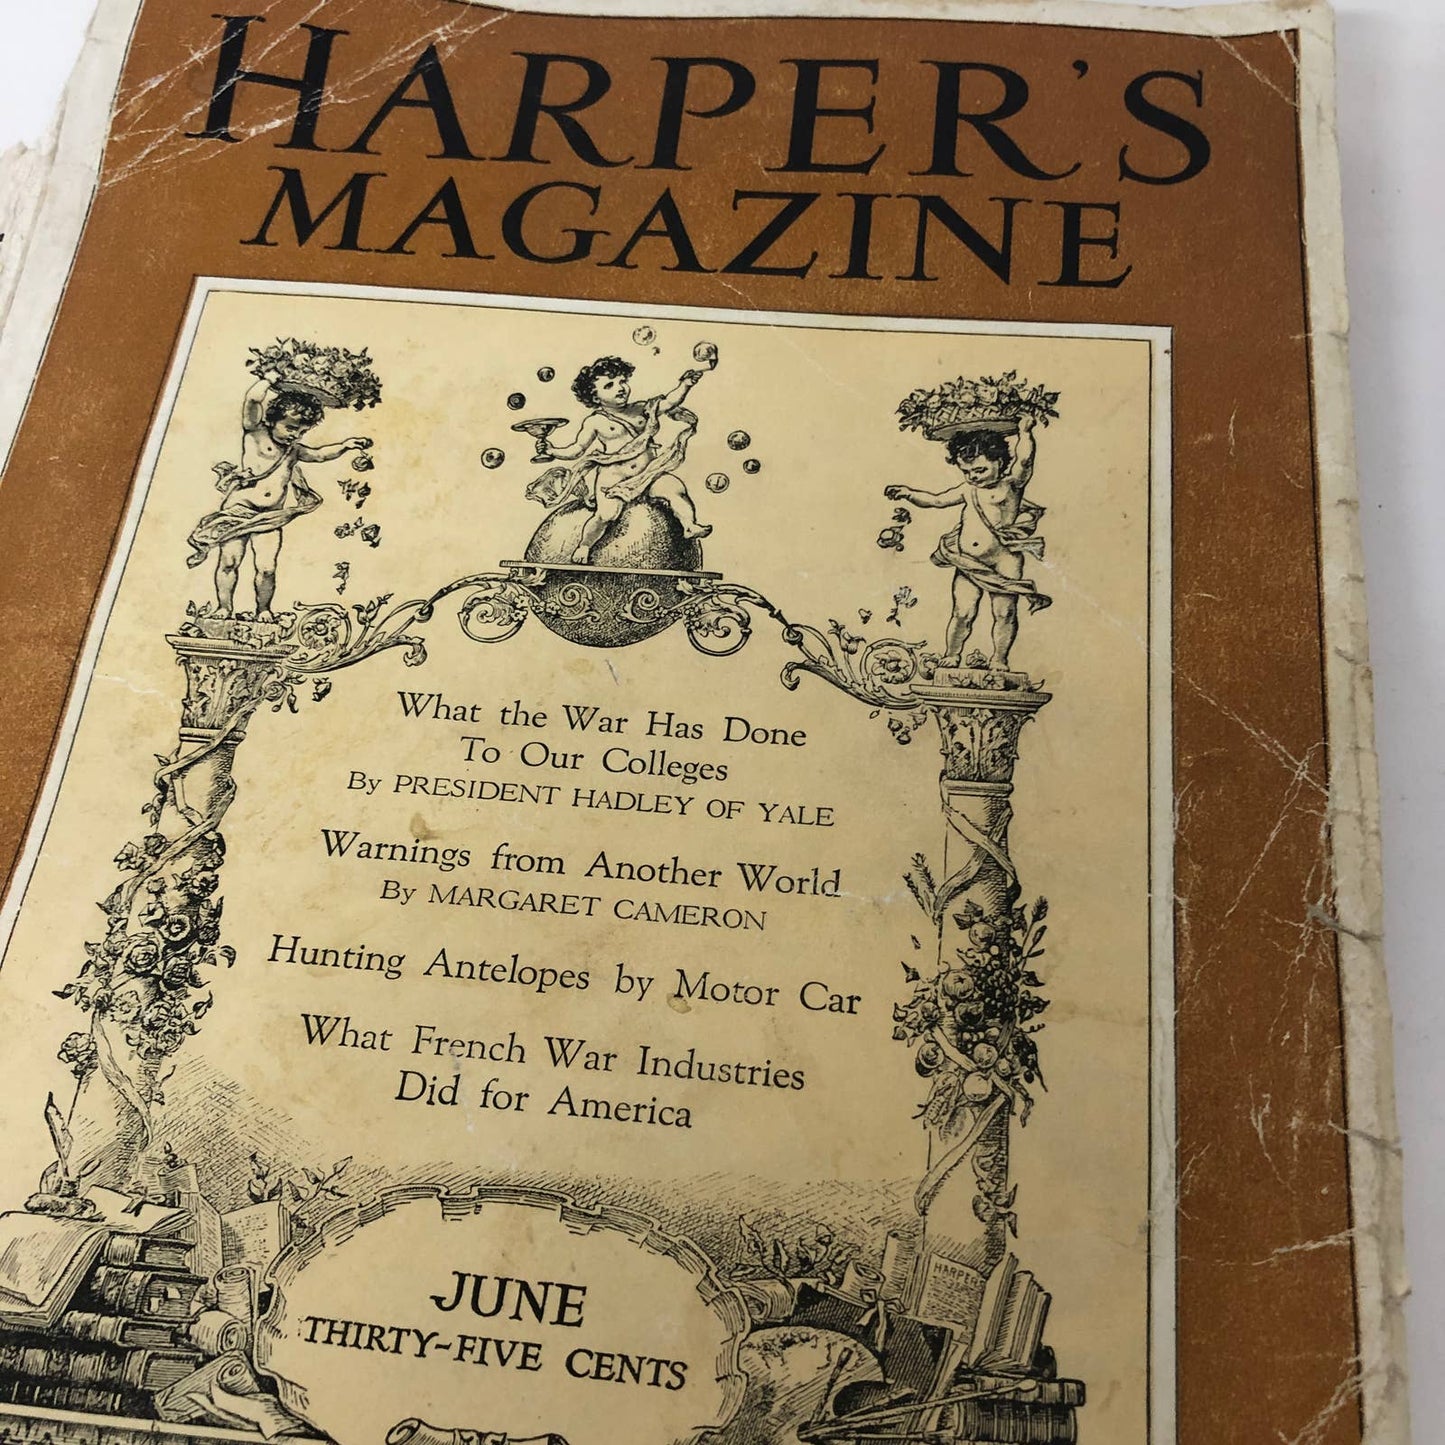 HARPER'S
MAGAZINE
What the War Has Done
To Our Colleges
By PRESIDENT HADLEY OF YALE
Warnings from Another World
By MARGARET CAMERON
Hunting Antelopes by Motor Car
What French War Industries
Did for America
HARPER'S
JUNE
THIRTY-FIVE CENTS